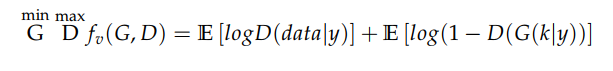 min max
G D f_v(G, D) = 𝔼 [logD(data|y)] + 𝔼 [log(1 − D(G(k|y))]